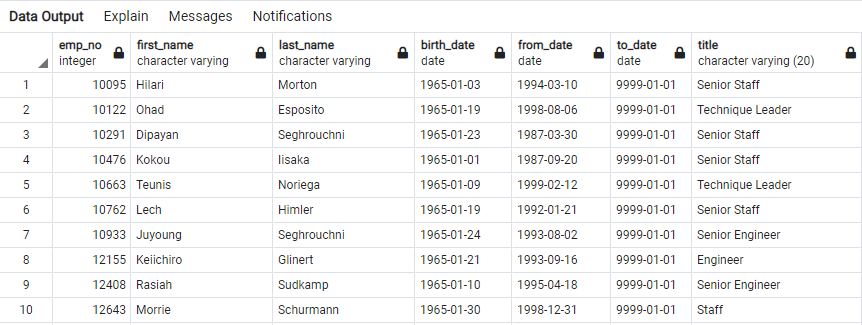 Data Output Explain Messages Notifications
emp_no first_name last_name birth_date from_date to_date title
integer character varying character varying date date date character varying (20)
1 10095 Hilari Morton 1965-01-03 1994-03-10 9999-01-01 Senior Staff
2 10122 Ohad Esposito 1965-01-19 1998-08-06 9999-01-01 Technique Leader
3 10291 Dipayan Seghrouchni 1965-01-23 1987-03-30 9999-01-01 Senior Staff
4 10476 Kokou Iisaka 1965-01-01 1987-09-20 9999-01-01 Senior Staff
5 10663 Teunis Noriega 1965-01-09 1999-02-12 9999-01-01 Technique Leader
6 10762 Lech Himler 1965-01-19 1992-01-21 9999-01-01 Senior Staff
7 10933 Juyoung Seghrouchni 1965-01-24 1993-08-02 9999-01-01 Senior Engineer
8 12155 Keiichiro Glinert 1965-01-21 1993-09-16 9999-01-01 Engineer
9 12408 Rasiah Sudkamp 1965-01-10 1995-04-18 9999-01-01 Senior Engineer
10 12643 Morrie Schurmann 1965-01-30 1998-12-31 9999-01-01 Staff